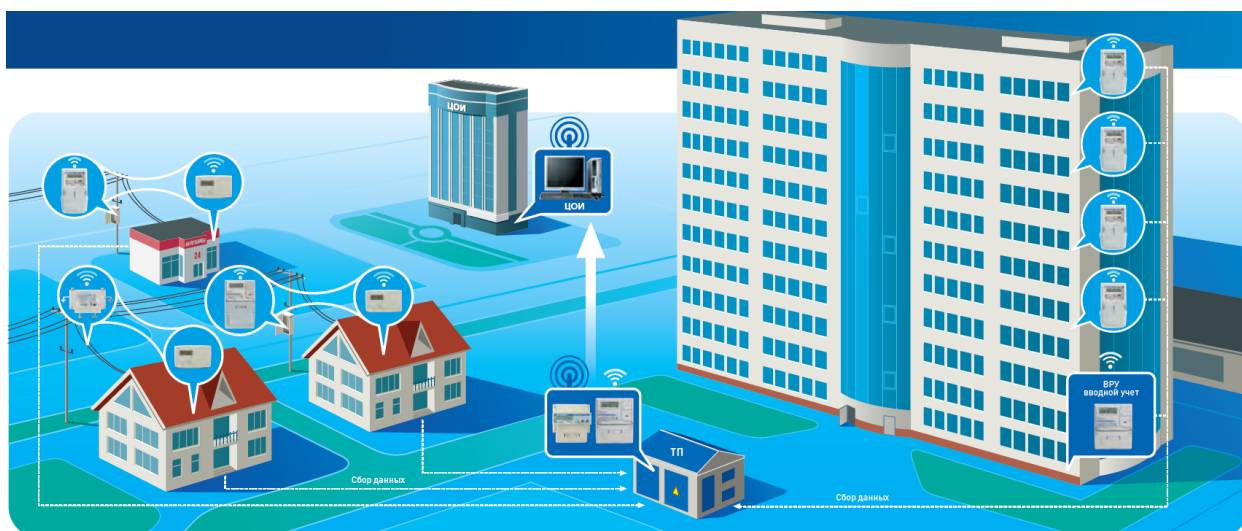 ЦОИ
ЦОИ
24
ВРУ
вводной учет
ТП
Сбор данных
Сбор данных